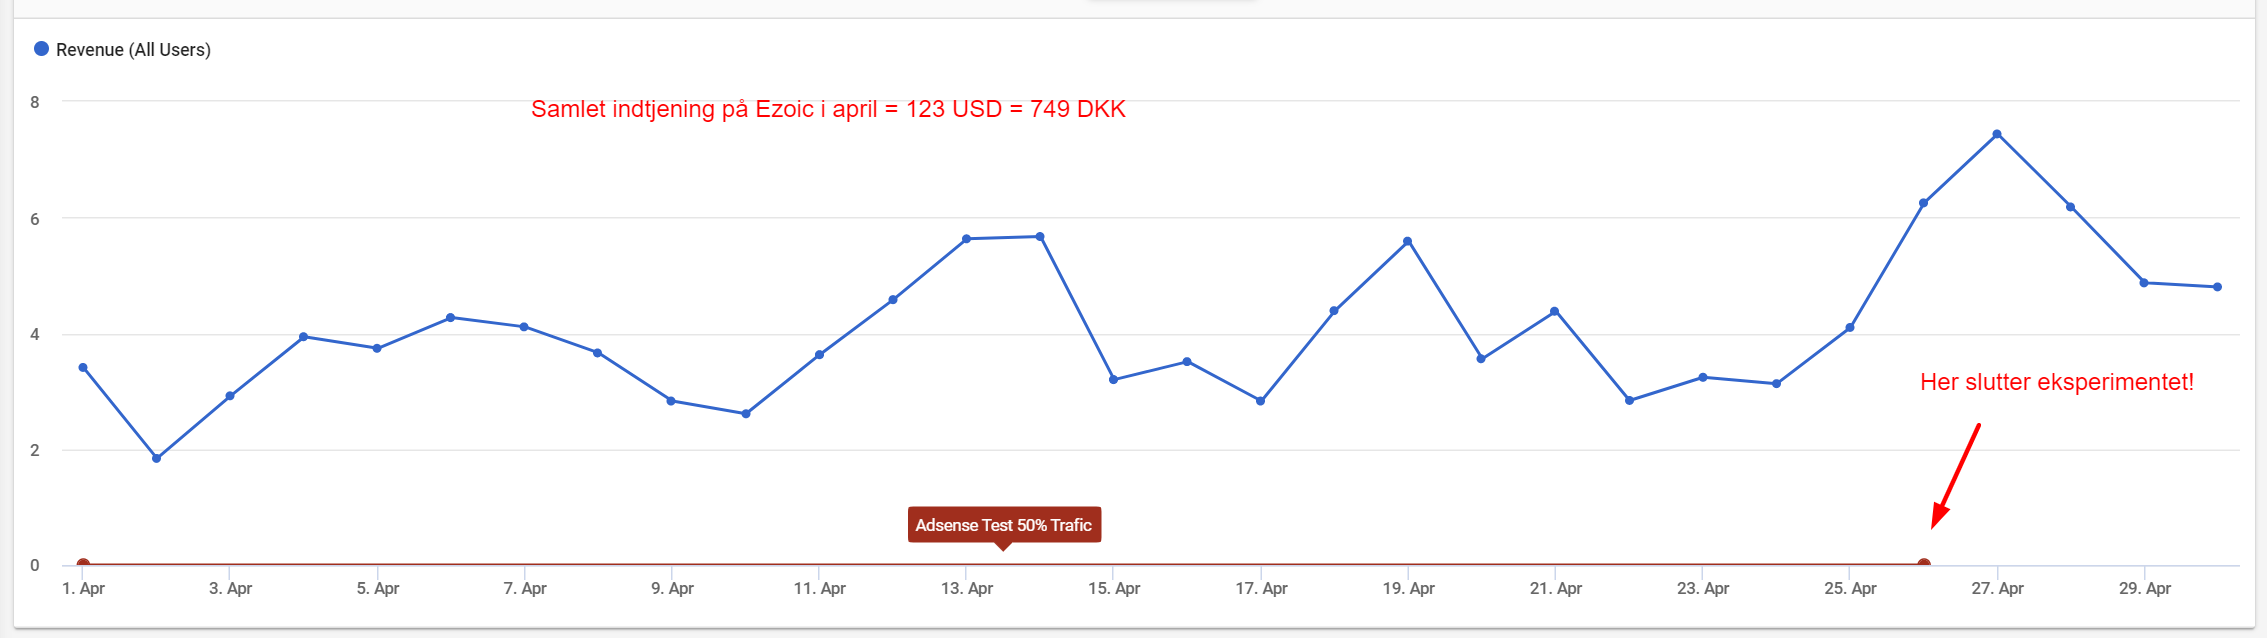 Revenue (All Users)
8
Samlet indtjening på Ezoic i april = 123 USD = 749 DKK
6
4
Her slutter eksperimentet!
2
Adsense Test 50% Trafic
0
1. Apr 3. Apr 5. Apr 7. Apr 9. Apr 11. Apr 13. Apr 15. Apr 17. Apr 19. Apr 21. Apr 23. Apr 25. Apr 27. Apr 29. Apr